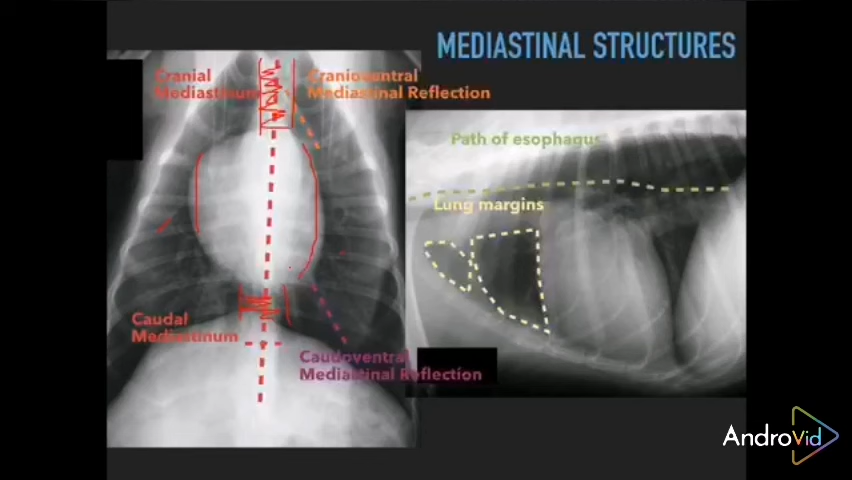 MEDIASTINAL STRUCTURES
Cranial
Mediastinum
Cranioventral
Mediastinal Reflection
Path of esophagus
Lung margins
Caudal
Mediastinum
Caudoventral
Mediastinal Reflection
AndroVid